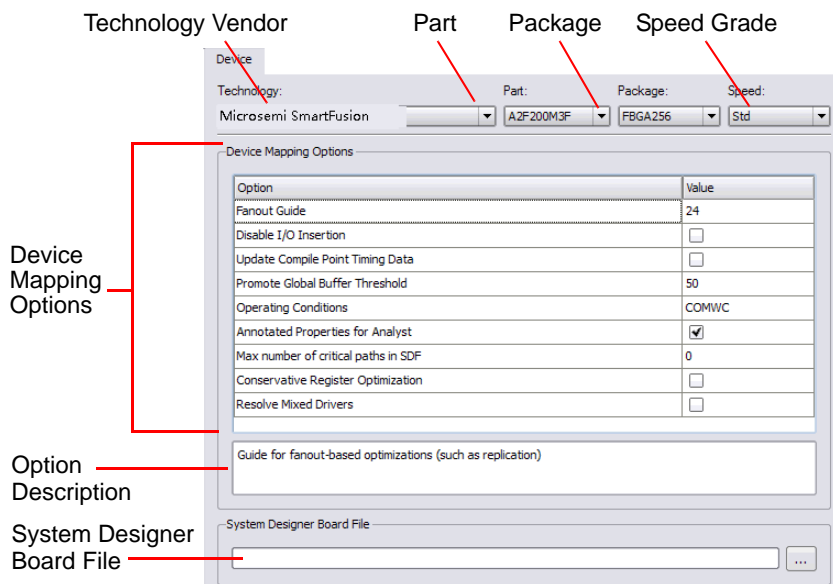 Technology Vendor Part Package Speed Grade
Device
Technology: Part: Package: Speed:
Microsemi SmartFusion A2F200M3F FBGA256 Std
Device Mapping Options
Option Value
Fanout Guide 24
Disable I/O Insertion
Update Compile Point Timing Data
Promote Global Buffer Threshold 50
Operating Conditions COMWC
Annotated Properties for Analyst
Max number of critical paths in SDF 0
Conservative Register Optimization
Resolve Mixed Drivers
Device
Mapping
Options
Guide for fanout-based optimizations (such as replication)
Option
Description
System Designer Board File
...
System Designer
Board File